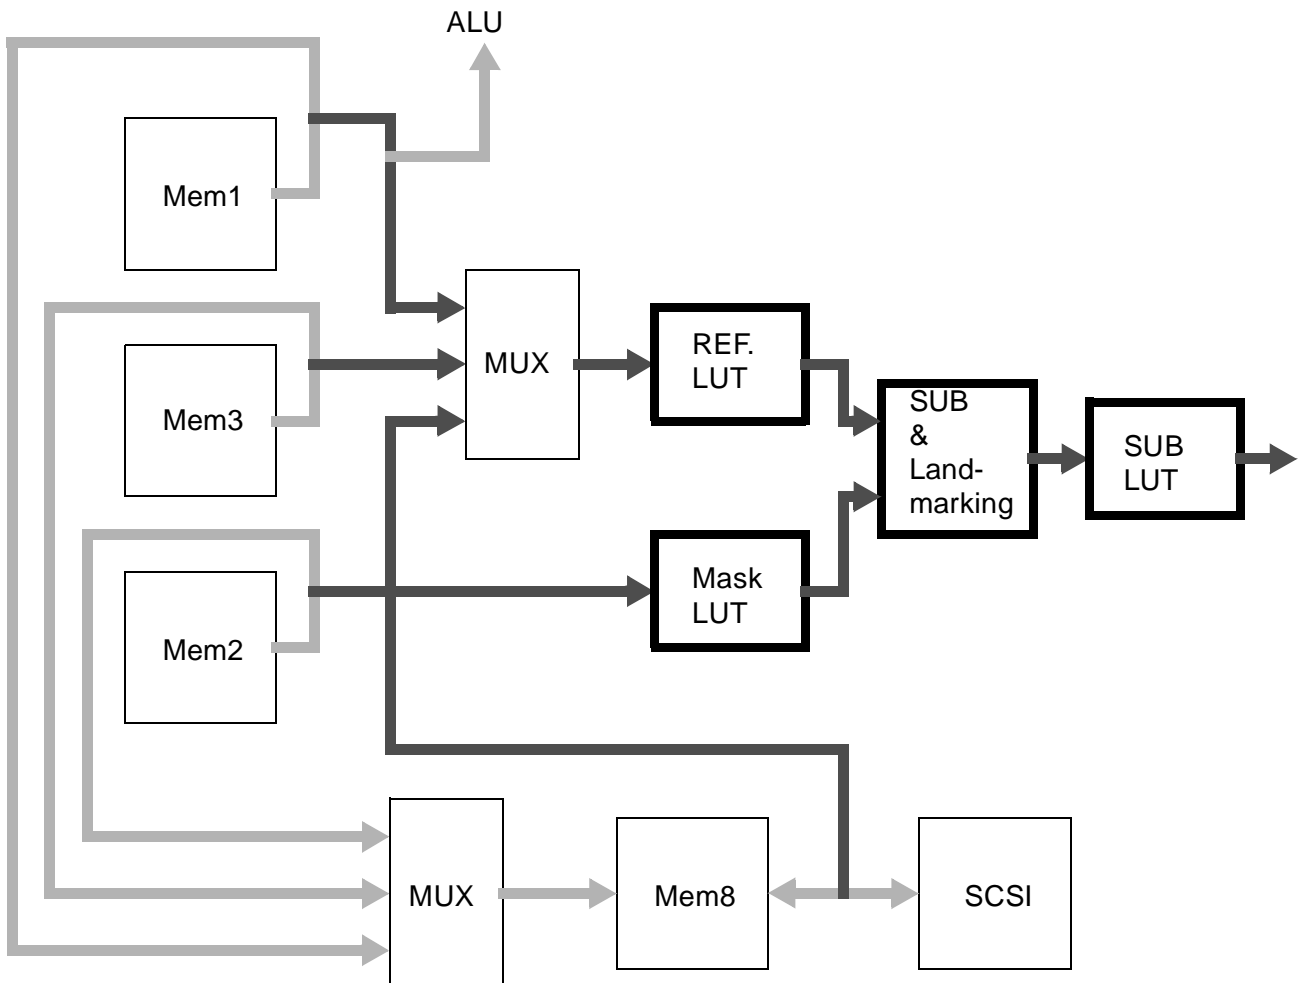 ALU
Mem1
MUX
REF.
LUT
Mem3
SUB
&
Land-
marking
SUB
LUT
Mask
LUT
Mem2
MUX
Mem8
SCSI